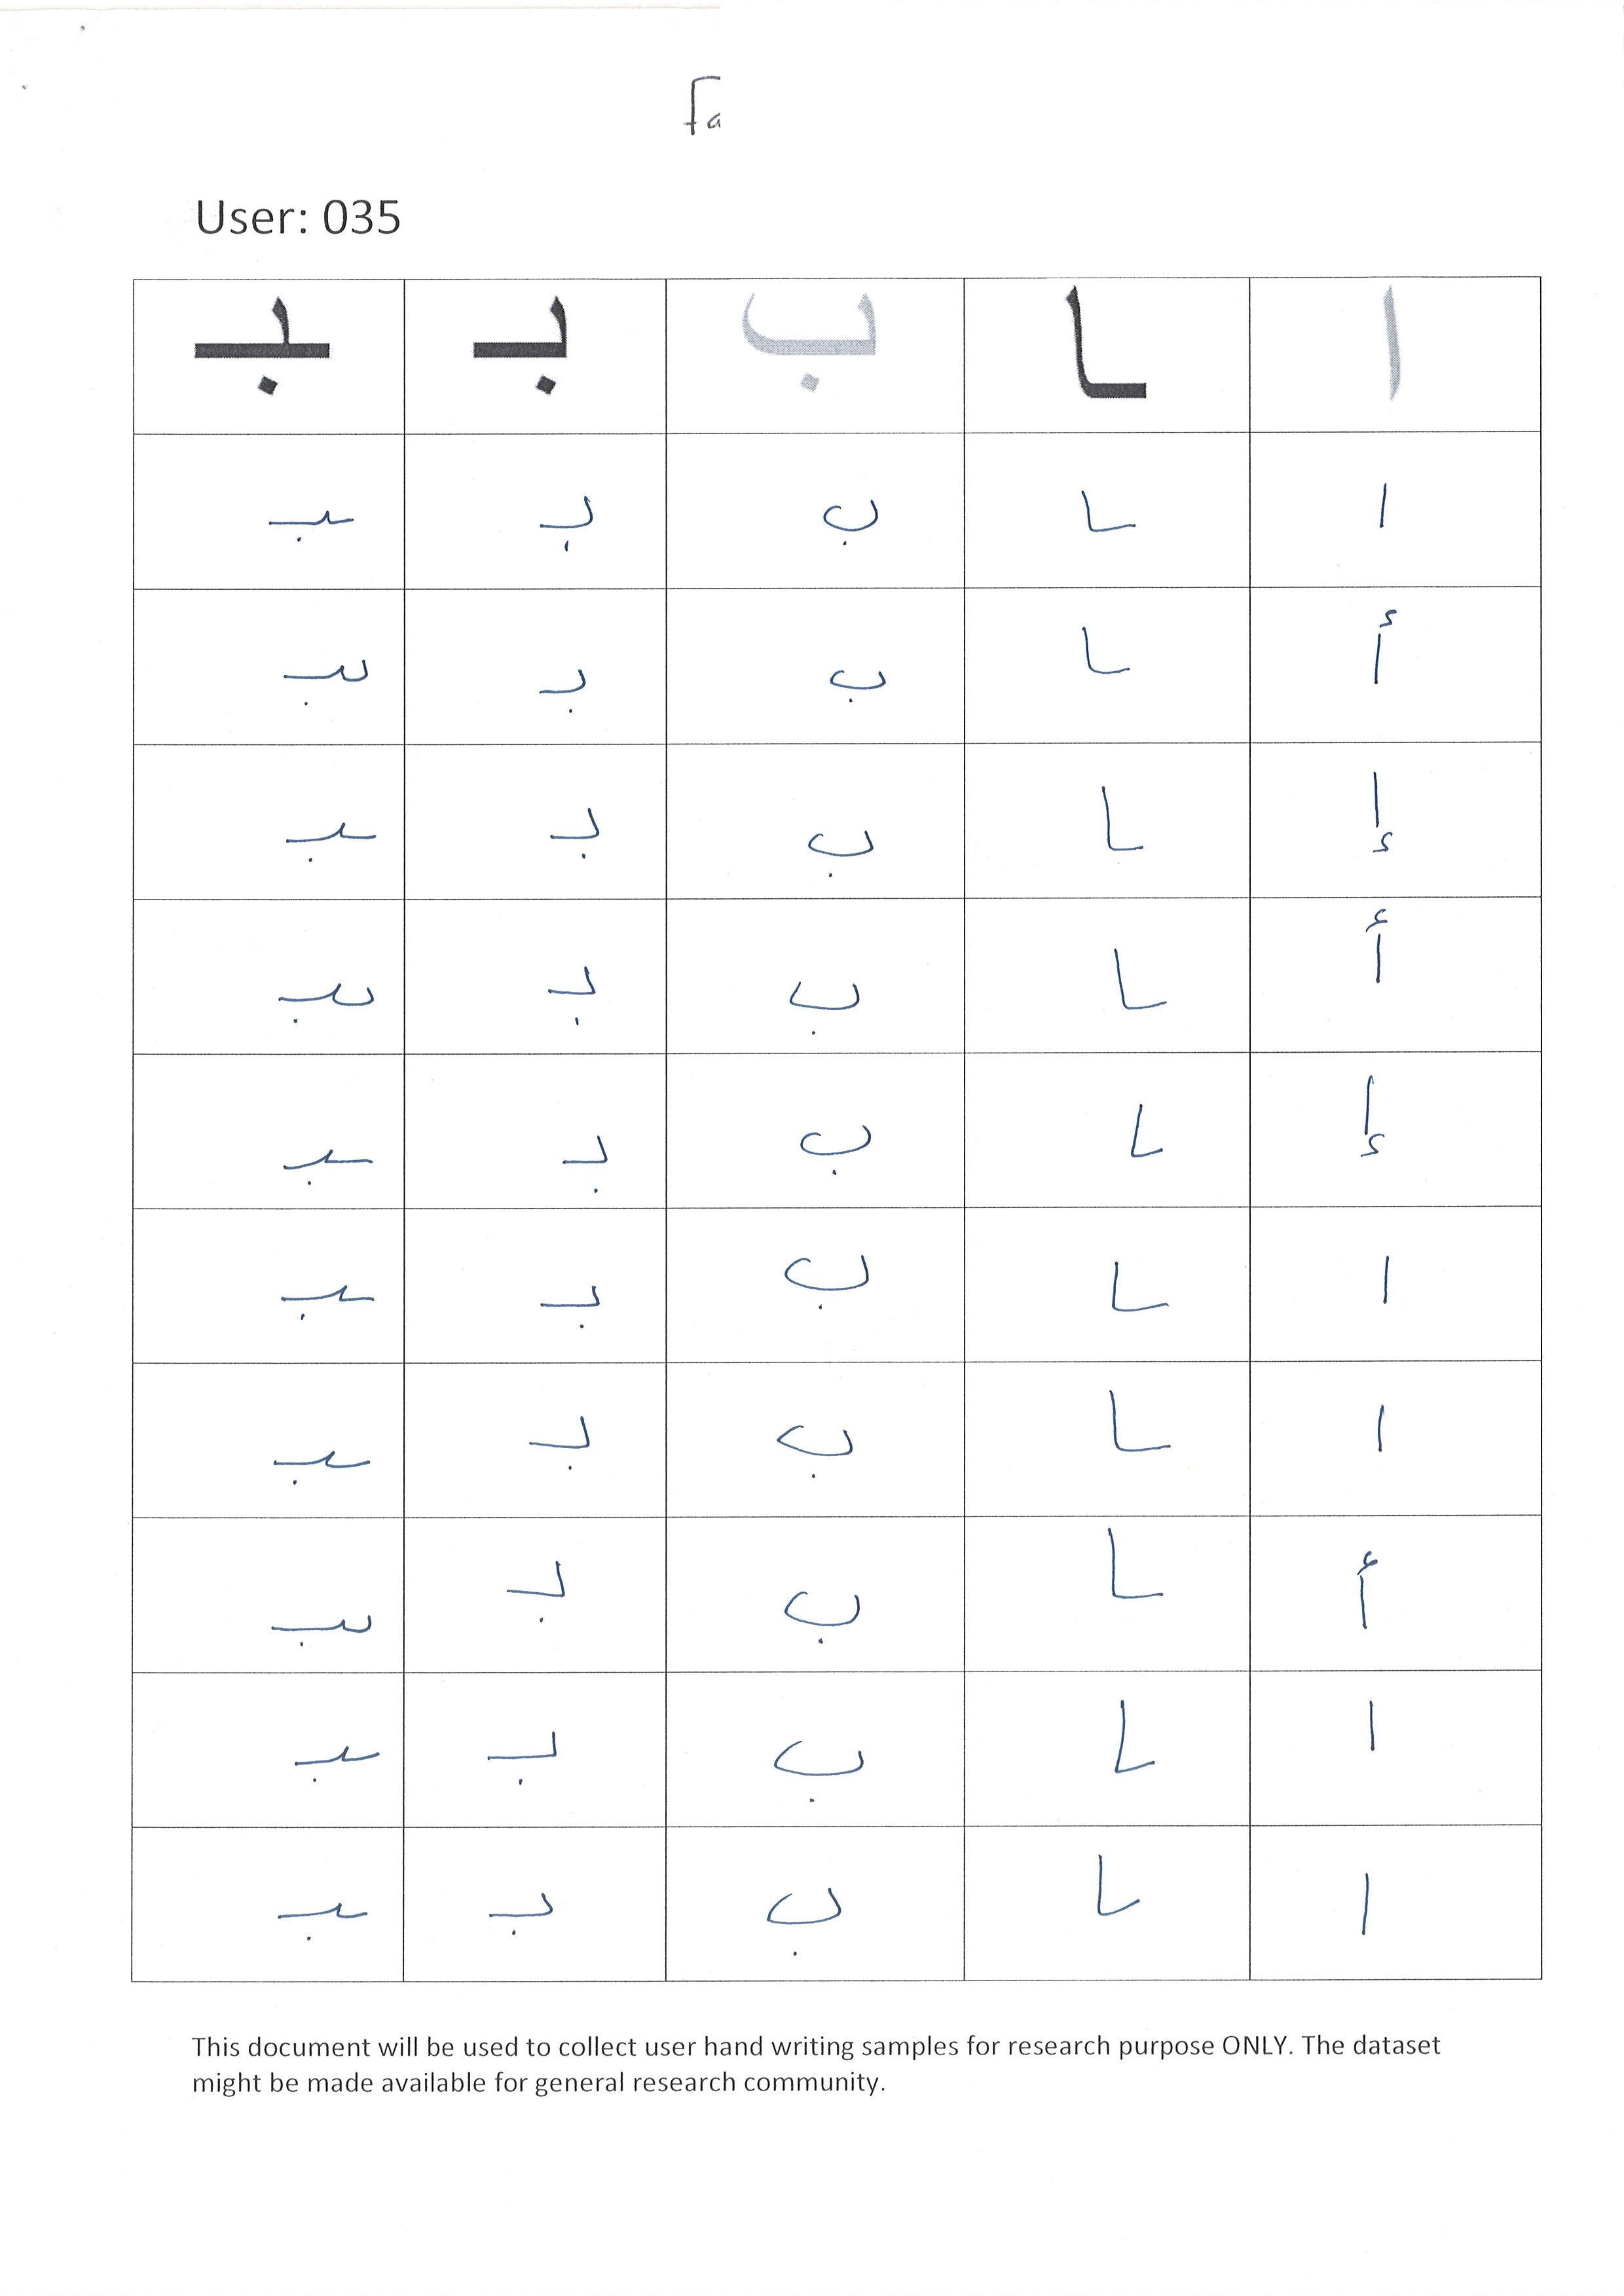 Fa
User: 035
ا ـا ب بـ ـبـ
ا ـا ب بـ ـبـ
أ ـا ب بـ ـبـ
إ ـا ب بـ ـبـ
أ ـا ب بـ ـبـ
إ ـا ب بـ ـبـ
ا ـا ب بـ ـبـ
ا ـا ب بـ ـبـ
أ ـا ب بـ ـبـ
ا ـا ب بـ ـبـ
ا ـا ب بـ ـبـ
This document will be used to collect user hand writing samples for research purpose ONLY. The dataset
might be made available for general research community.